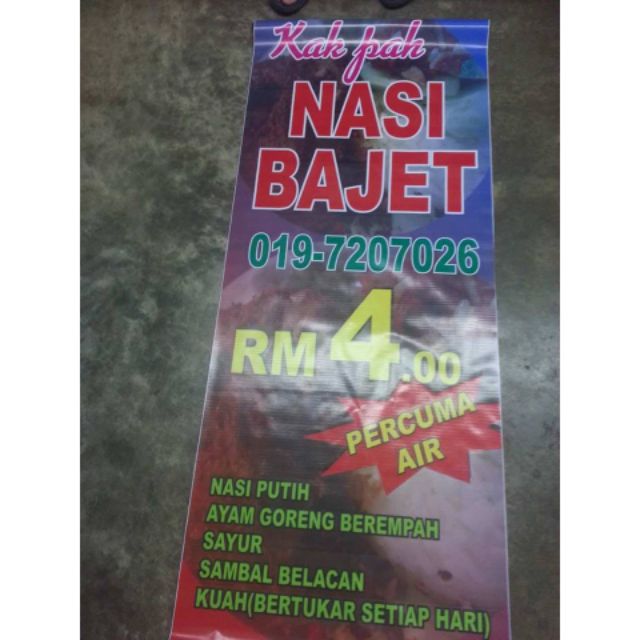 Kak pah
NASI
BAJET
019-7207026
RM 4.00
PERCUMA
AIR
NASI PUTIH
AYAM GORENG BEREMPAH
SAYUR
SAMBAL BELACAN
KUAH(BERTUKAR SETIAP HARI)